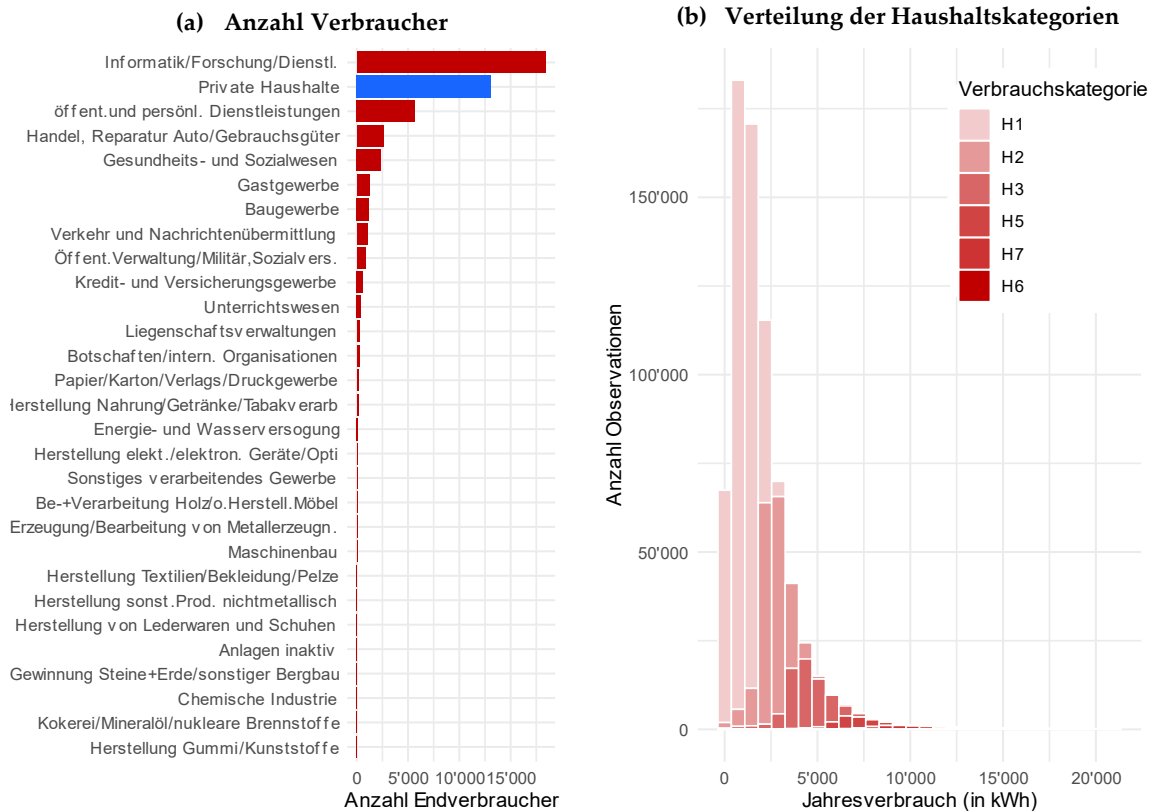 (a) Anzahl Verbraucher
Informatik/Forschung/Dienstl.
Private Haushalte
öffent.und persönl. Dienstleistungen
Handel, Reparatur Auto/Gebrauchsgüter
Gesundheits- und Sozialwesen
Gastgewerbe
Baugewerbe
Verkehr und Nachrichtenübermittlung
Öffent.Verwaltung/Militär,Sozialvers.
Kredit- und Versicherungsgewerbe
Unterrichtswesen
Liegenschaftsverwaltungen
Botschaften/intern. Organisationen
Papier/Karton/Verlags/Druckgewerbe
Herstellung Nahrung/Getränke/Tabakverarb
Energie- und Wasserversogung
Herstellung elekt./elektron. Geräte/Opti
Sonstiges verarbeitendes Gewerbe
Be-+Verarbeitung Holz/o.Herstell.Möbel
Erzeugung/Bearbeitung von Metallerzeugn.
Maschinenbau
Herstellung Textilien/Bekleidung/Pelze
Herstellung sonst.Prod. nichtmetallisch
Herstellung von Lederwaren und Schuhen
Anlagen inaktiv
Gewinnung Steine+Erde/sonstiger Bergbau
Chemische Industrie
Kokerei/Mineralöl/nukleare Brennstoffe
Herstellung Gummi/Kunststoffe
0 5'000 10'000 15'000
Anzahl Endverbraucher
(b) Verteilung der Haushaltskategorien
Verbrauchskategorie
H1
H2
H3
H5
H7
H6
Anzahl Observationen
150'000
100'000
50'000
0
0 5'000 10'000 15'000 20'000
Jahresverbrauch (in kWh)